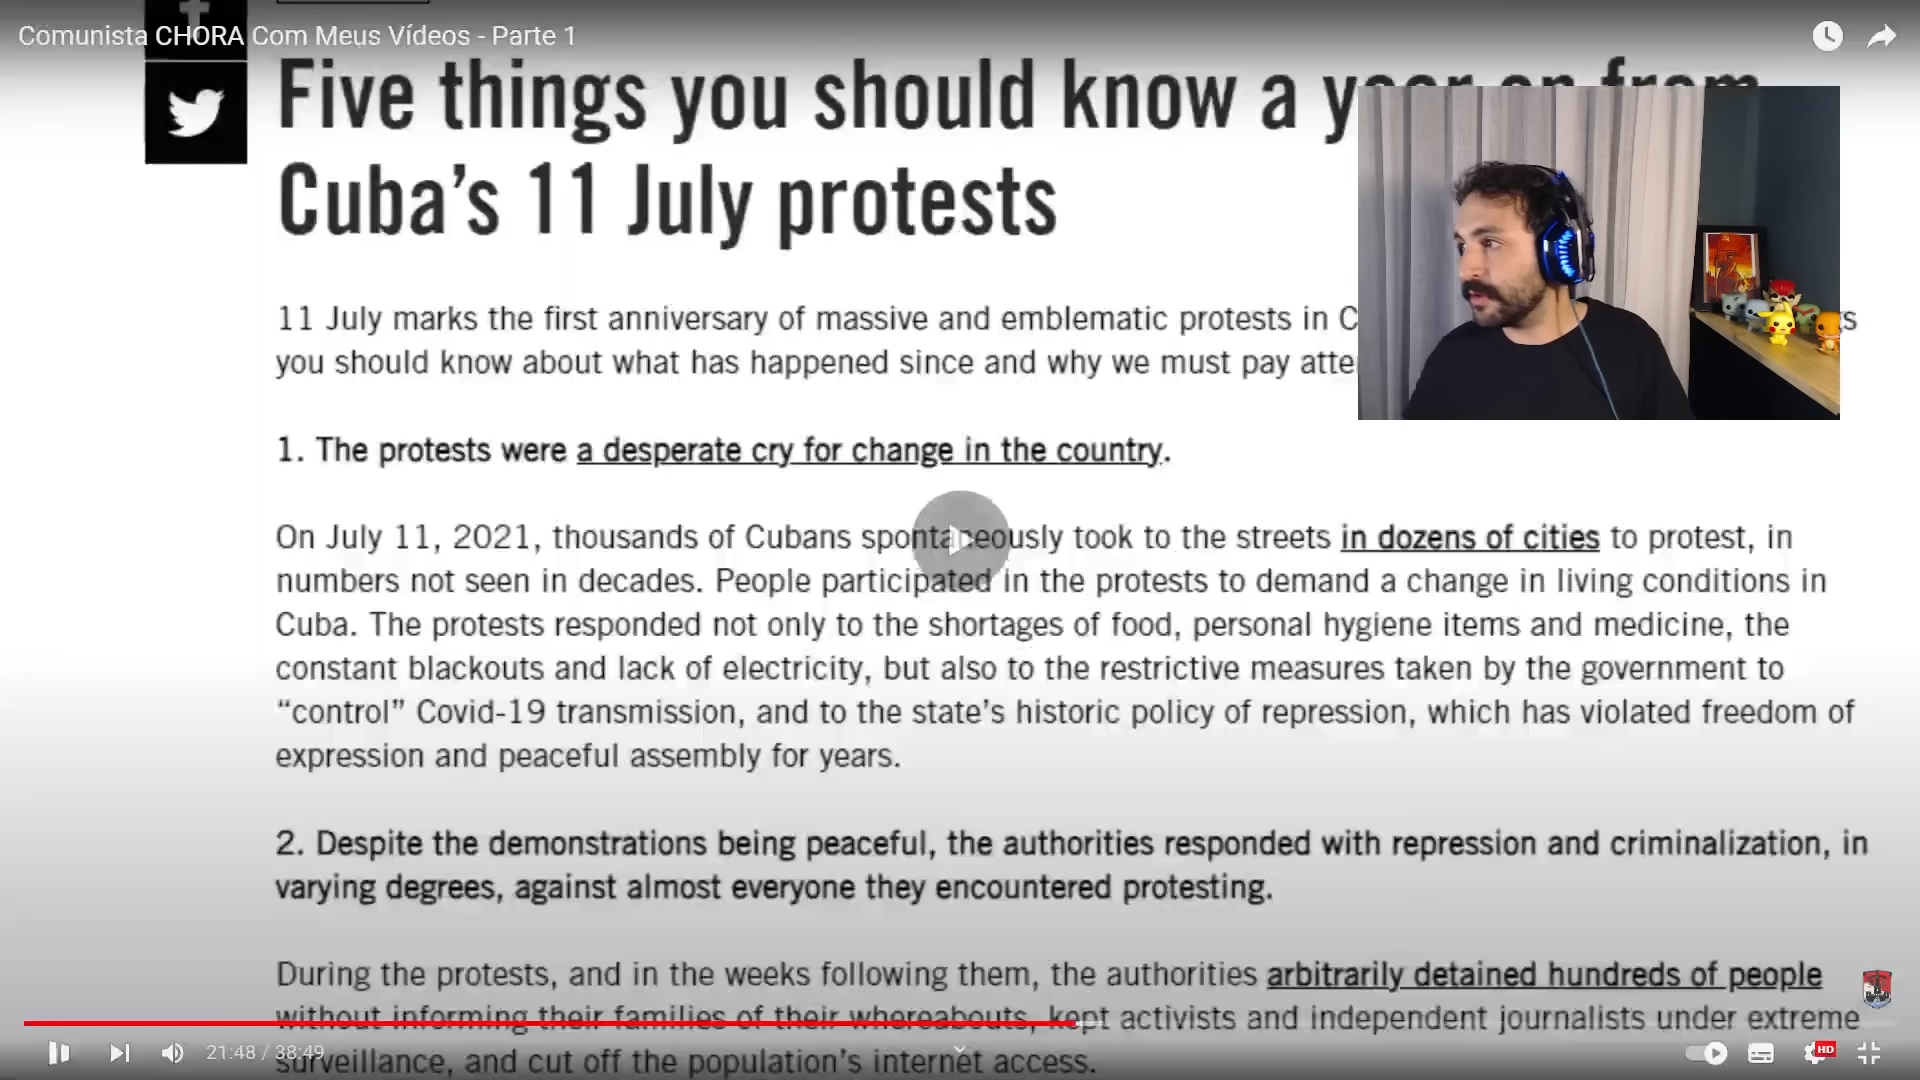 Comunista CHORA Com Meus Vídeos - Parte 1
Five things you should know a year on from
Cuba's 11 July protests
11 July marks the first anniversary of massive and emblematic protests in C
you should know about what has happened since and why we must pay atte
1. The protests were a desperate cry for change in the country.
On July 11, 2021, thousands of Cubans spontaneously took to the streets in dozens of cities to protest, in
numbers not seen in decades. People participated in the protests to demand a change in living conditions in
Cuba. The protests responded not only to the shortages of food, personal hygiene items and medicine, the
constant blackouts and lack of electricity, but also to the restrictive measures taken by the government to
“control” Covid-19 transmission, and to the state's historic policy of repression, which has violated freedom of
expression and peaceful assembly for years.
2. Despite the demonstrations being peaceful, the authorities responded with repression and criminalization, in
varying degrees, against almost everyone they encountered protesting.
During the protests, and in the weeks following them, the authorities arbitrarily detained hundreds of people
without informing their families of their whereabouts, kept activists and independent journalists under extreme
surveillance, and cut off the population's internet access.
21:48 / 38:49
HD